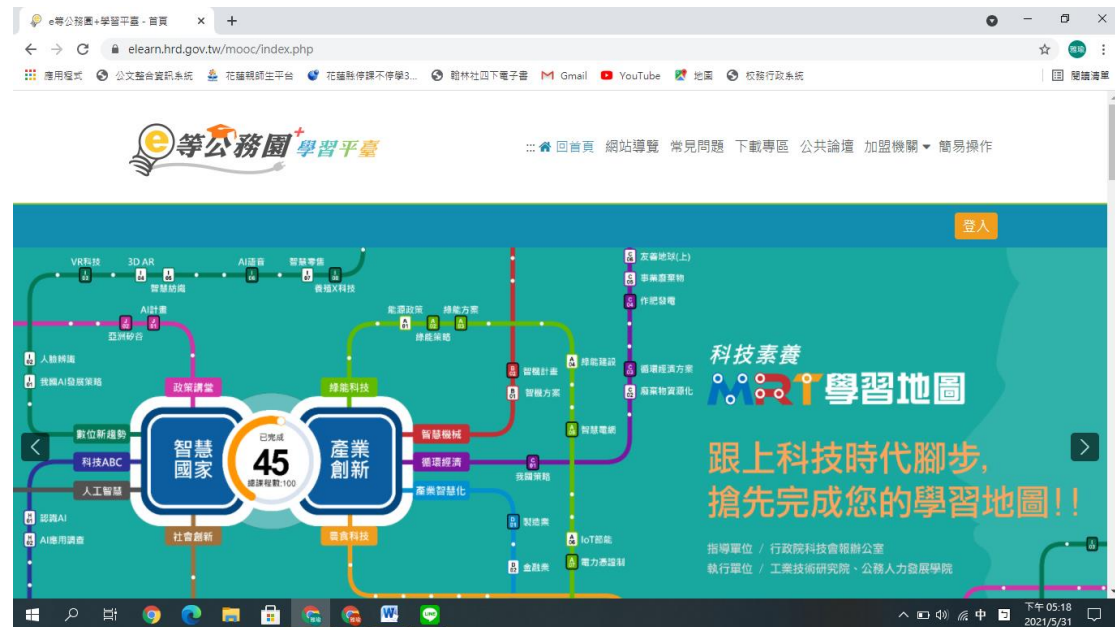 e等公務園+學習平臺 - 首頁
elearn.hrd.gov.tw/mooc/index.php
應用程式
公文整合資訊系統
花蓮親師生平台
花蓮縣停課不停學3...
翰林社四下電子書
Gmail
YouTube
地圖
校務行政系統
閱讀清單
e等公務園+學習平臺
::: 回首頁 網站導覽 常見問題 下載專區 公共論壇 加盟機關 簡易操作
登入
VR科技
3D AR
智慧紡織
AI語音
智慧零售
養殖X科技
AI計畫
亞洲矽谷
人臉辨識
我國AI發展策略
政策講堂
數位新趨勢
科技ABC
人工智慧
認識AI
AI應用調查
社會創新
智慧
國家
已完成
45
總課程數:100
產業
創新
綠能科技
能源政策
綠能策略
綠能方案
智慧機械
循環經濟
產業智慧化
農食科技
智機計畫
智機方案
我國策略
製造業
金融業
綠能建設
智慧電網
IoT節能
電力憑證制
友善地球(上)
事業廢棄物
作肥發電
循環經濟方案
廢棄物資源化
科技素養
MRT學習地圖
跟上科技時代腳步,
搶先完成您的學習地圖!!
指導單位 / 行政院科技會報辦公室
執行單位 / 工業技術研究院、公務人力發展學院
中
下午 05:18
2021/5/31